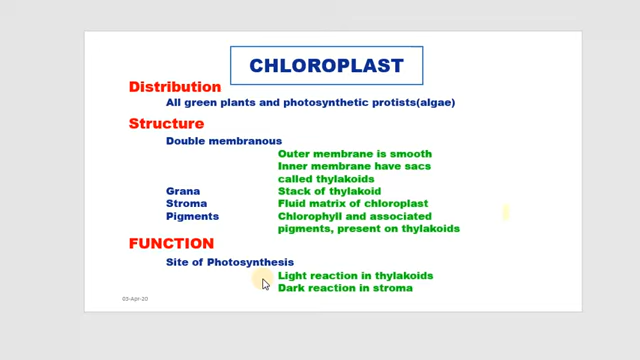 CHLOROPLAST
Distribution
All green plants and photosynthetic protists(algae)
Structure
Double membranous
Outer membrane is smooth
Inner membrane have sacs
called thylakoids
Grana Stack of thylakoid
Stroma Fluid matrix of chloroplast
Pigments Chlorophyll and associated
pigments, present on thylakoids
FUNCTION
Site of Photosynthesis
Light reaction in thylakoids
Dark reaction in stroma
03-Apr-20